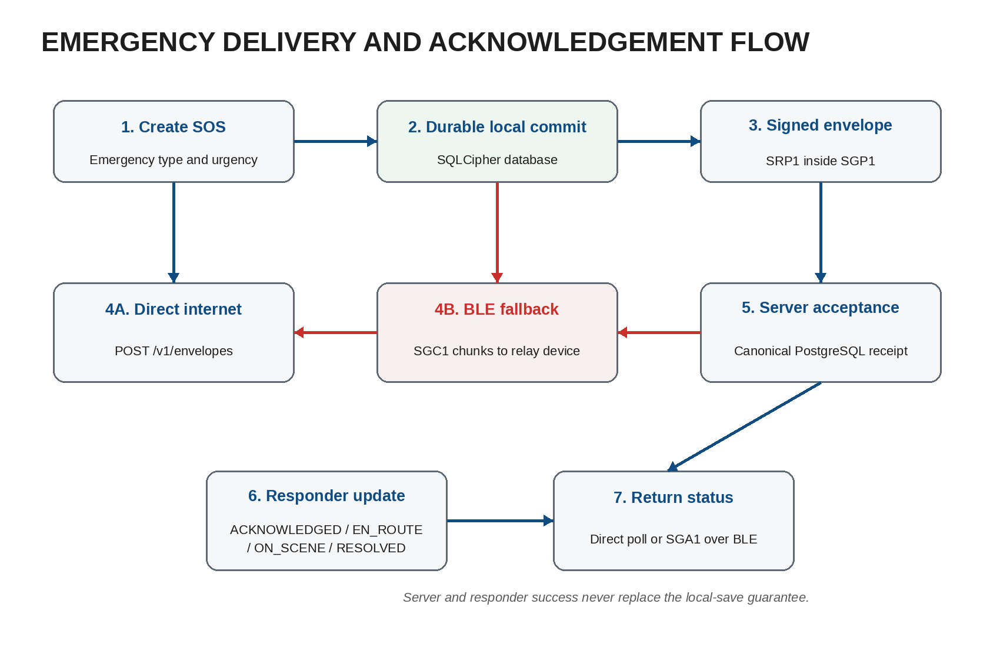 EMERGENCY DELIVERY AND ACKNOWLEDGEMENT FLOW
1. Create SOS
Emergency type and urgency
2. Durable local commit
SQLCipher database
3. Signed envelope
SRP1 inside SGP1
4A. Direct internet
POST /v1/envelopes
4B. BLE fallback
SGC1 chunks to relay device
5. Server acceptance
Canonical PostgreSQL receipt
6. Responder update
ACKNOWLEDGED / EN_ROUTE
/ ON_SCENE / RESOLVED
7. Return status
Direct poll or SGA1 over BLE
Server and responder success never replace the local-save guarantee.